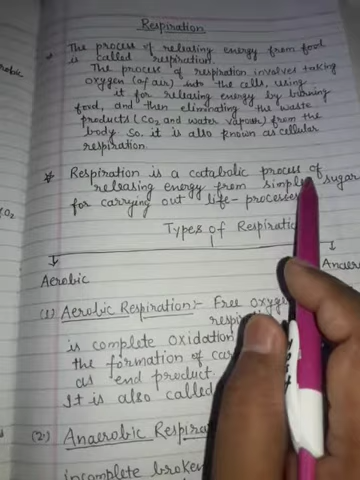 Respiration
The process of releasing energy from food
is called respiration.
The process of respiration involves taking
oxygen (of air) into the cells, using
it for releasing energy by burning
food, and then eliminating the waste
products (CO2 and water vapour) from the
body. So it is also known as cellular
respiration.
Respiration is a catabolic process of
releasing energy from simple sugar
for carrying out life-processes
Types of Respiratio
Aerobic
Anaer
(1) Aerobic Respiration:- Free oxyge
respir
is complete oxidation
the formation of car
as end product.
It is also called
(2.) Anaerobic Respira
incomplete broke